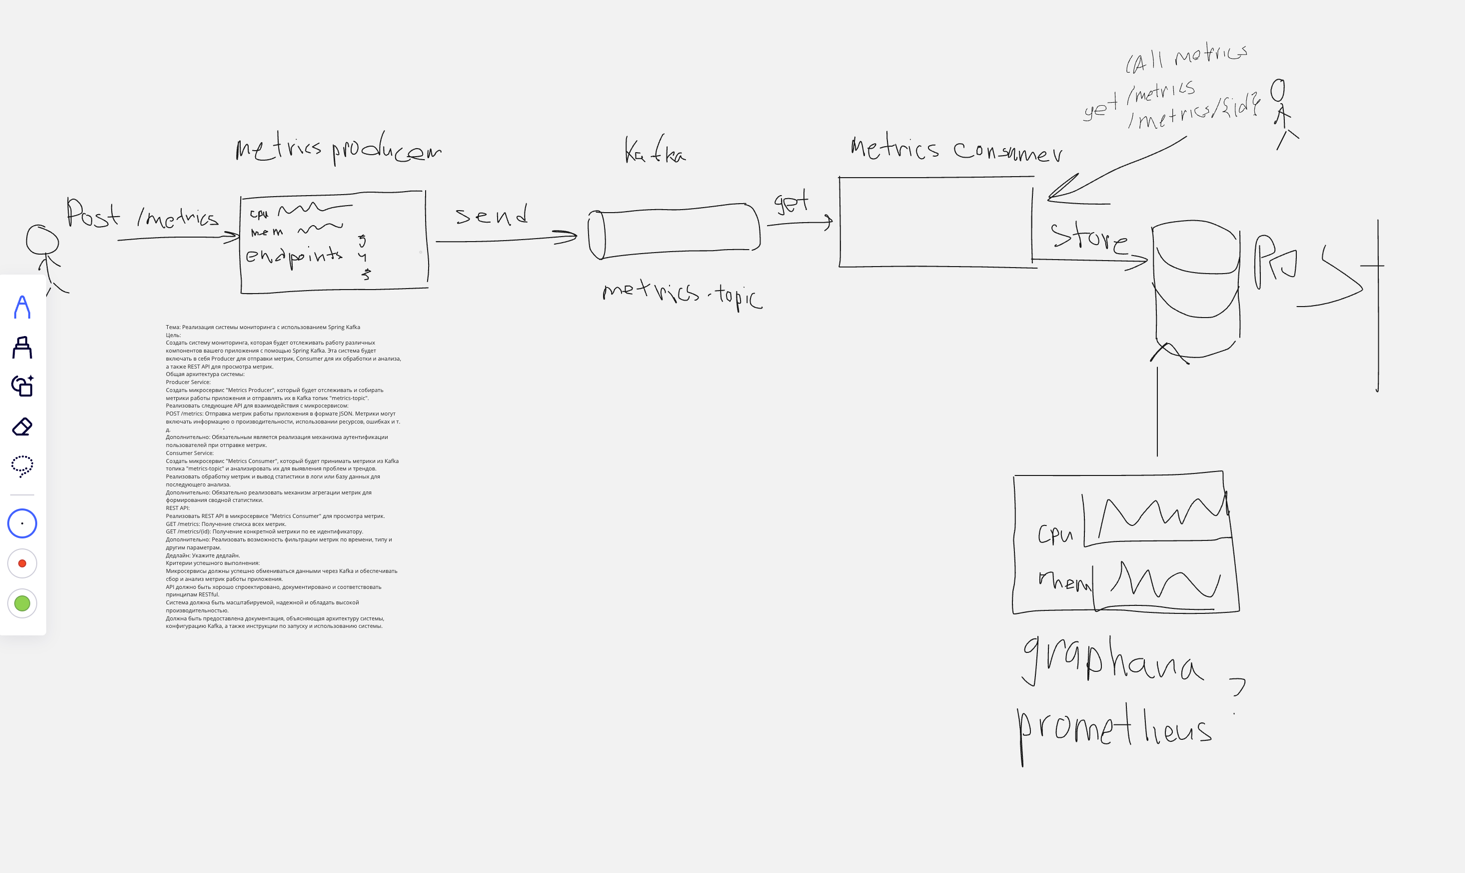 call metrics
get /metrics
/metrics/{id}
metrics producer
Kafka
metrics consumer
Post /metrics
cpu
mem
endpoints
send
get
store
metrics-topic
Тема: Реализация системы мониторинга с использованием Spring Kafka
Цель:
Создать систему мониторинга, которая будет отслеживать работу различных
компонентов вашего приложения с помощью Spring Kafka. Эта система будет
включать в себя Producer для отправки метрик, Consumer для их обработки и анализа,
а также REST API для просмотра метрик.
Общая архитектура системы:
Producer Service:
Создать микросервис "Metrics Producer", который будет отслеживать и собирать
метрики работы приложения и отправлять их в Kafka топик "metrics-topic".
Реализовать следующие API для взаимодействия с микросервисом:
POST /metrics: Отправка метрик работы приложения в формате JSON. Метрики могут
включать информацию о производительности, использовании ресурсов, ошибках и т.
д.
Дополнительно: Обязательным является реализация механизма аутентификации
пользователей при отправке метрик.
Consumer Service:
Создать микросервис "Metrics Consumer", который будет принимать метрики из Kafka
топика "metrics-topic" и анализировать их для выявления проблем и трендов.
Реализовать обработку метрик и вывод статистики в логи или базу данных для
последующего анализа.
Дополнительно: Обязательно реализовать механизм агрегации метрик для
формирования сводной статистики.
REST API:
Реализовать REST API в микросервисе "Metrics Consumer" для просмотра метрик.
GET /metrics: Получение списка всех метрик.
GET /metrics/{id}: Получение конкретной метрики по ее идентификатору.
Дополнительно: Реализовать возможность фильтрации метрик по времени, типу и
другим параметрам.
Дедлайн: Укажите дедлайн.
Критерии успешного выполнения:
Микросервисы должны успешно обмениваться данными через Kafka и обеспечивать
сбор и анализ метрик работы приложения.
API должно быть хорошо спроектировано, документировано и соответствовать
принципам RESTful.
Система должна быть масштабируемой, надежной и обладать высокой
производительностью.
Должна быть предоставлена документация, объясняющая архитектуру системы,
конфигурацию Kafka, а также инструкции по запуску и использованию системы.
cpu
mem
graphana,
prometheus